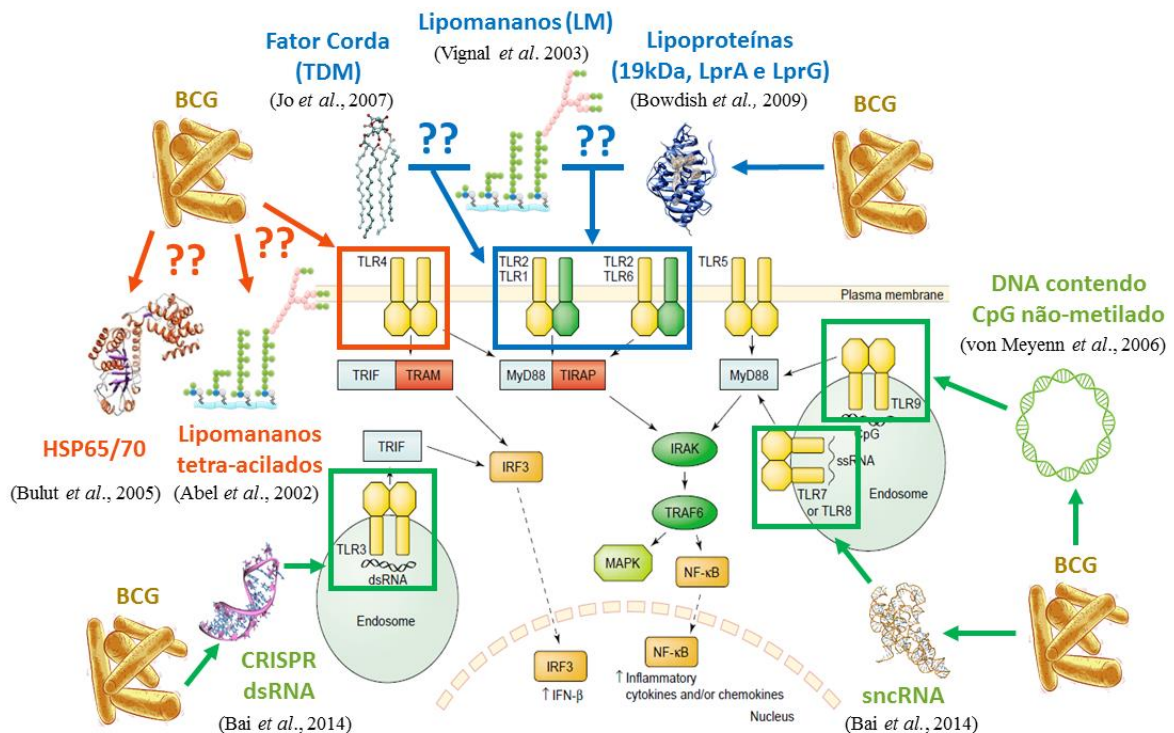 Fator Corda
(TDM)
(Jo et al., 2007)
Lipomananos (LM)
(Vignal et al. 2003)
Lipoproteínas
(19kDa, LprA e LprG)
(Bowdish et al., 2009)
BCG
BCG
??
??
??
??
TLR4
TLR2
TLR1
TLR2
TLR6
TLR5
Plasma membrane
DNA contendo
CpG não-metilado
(von Meyenn et al., 2006)
HSP65/70
(Bulut et al., 2005)
Lipomananos
tetra-acilados
(Abel et al., 2002)
TRIF
TRAM
MyD88
TIRAP
MyD88
TLR9
CpG
ssRNA
TLR7
or TLR8
Endosome
TRIF
IRF3
IRAK
TRAF6
MAPK
NF-κB
TLR3
dsRNA
Endosome
BCG
CRISPR
dsRNA
(Bai et al., 2014)
IRF3
↑ IFN-β
NF-κB
↑ Inflammatory
cytokines and/or chemokines
Nucleus
sncRNA
(Bai et al., 2014)
BCG